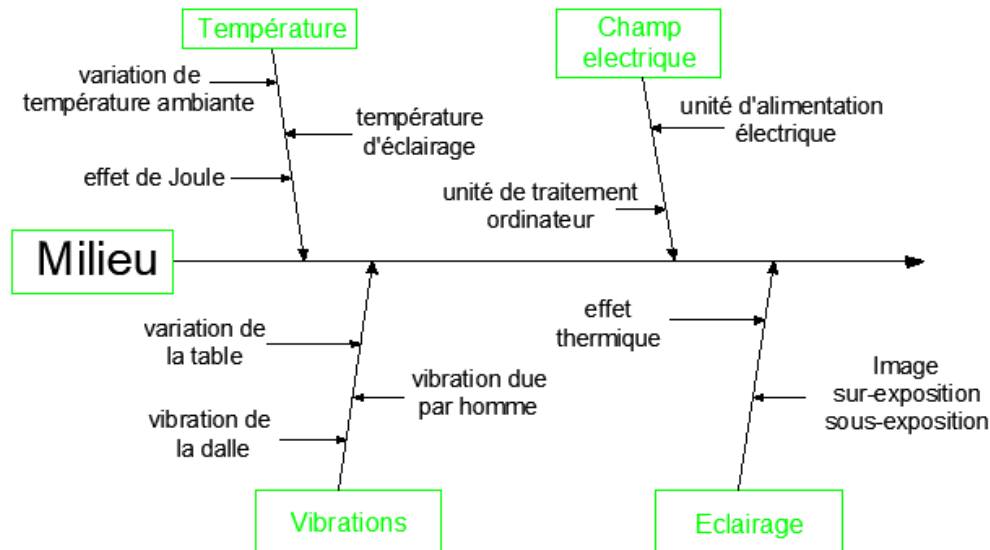 Température
Champ
electrique
variation de
température ambiante
température
d'éclairage
effet de Joule
unité d'alimentation
électrique
unité de traitement
ordinateur
Milieu
variation de
la table
vibration due
par homme
vibration de
la dalle
effet
thermique
Image
sur-exposition
sous-exposition
Vibrations
Eclairage